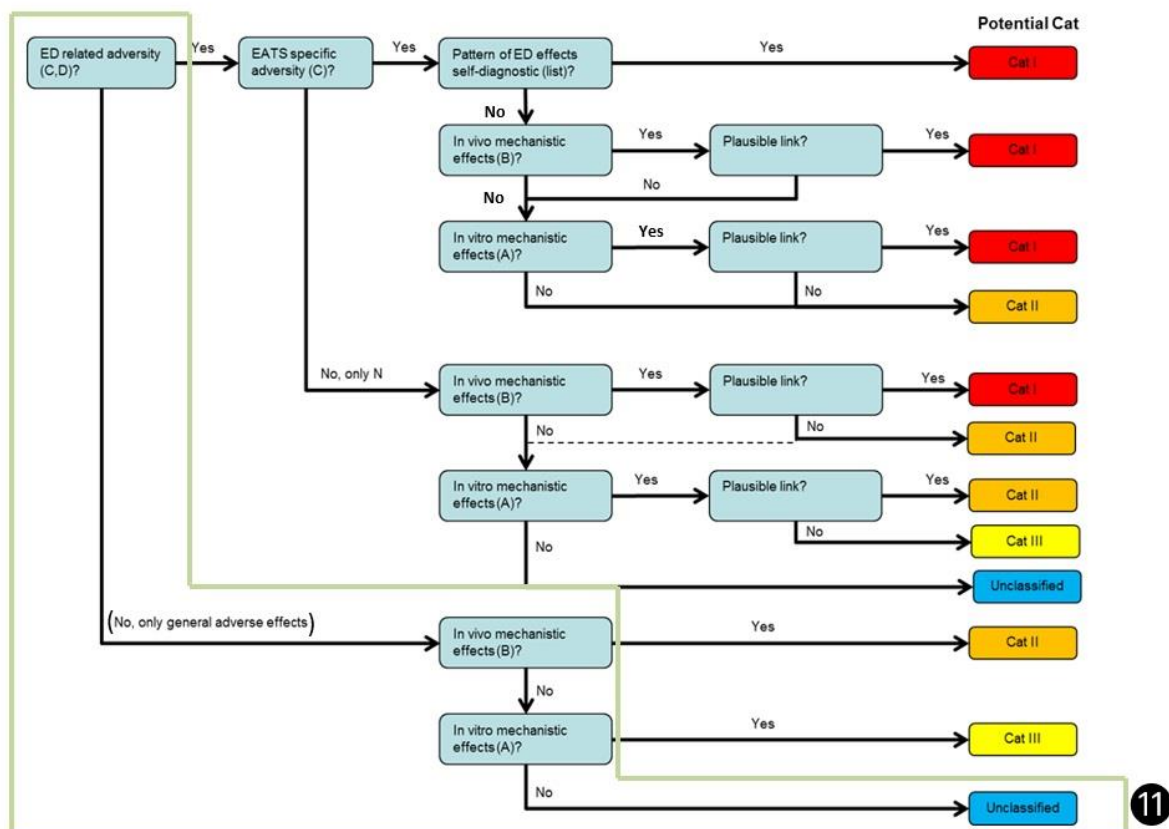 Potential Cat
ED related adversity
(C,D)?
Yes
EATS specific
adversity (C)?
Yes
Pattern of ED effects
self-diagnostic (list)?
Yes
Cat I
No
In vivo mechanistic
effects (B)?
Yes
Plausible link?
Yes
Cat I
No
No
In vitro mechanistic
effects (A)?
Yes
Plausible link?
Yes
Cat I
No
No
Cat II
No, only N
In vivo mechanistic
effects (B)?
Yes
Plausible link?
Yes
Cat I
No
No
Cat II
In vitro mechanistic
effects (A)?
Yes
Plausible link?
Yes
Cat II
No
No
Cat III
Unclassified
(No, only general adverse effects)
In vivo mechanistic
effects (B)?
Yes
Cat II
No
In vitro mechanistic
effects (A)?
Yes
Cat III
No
Unclassified
11